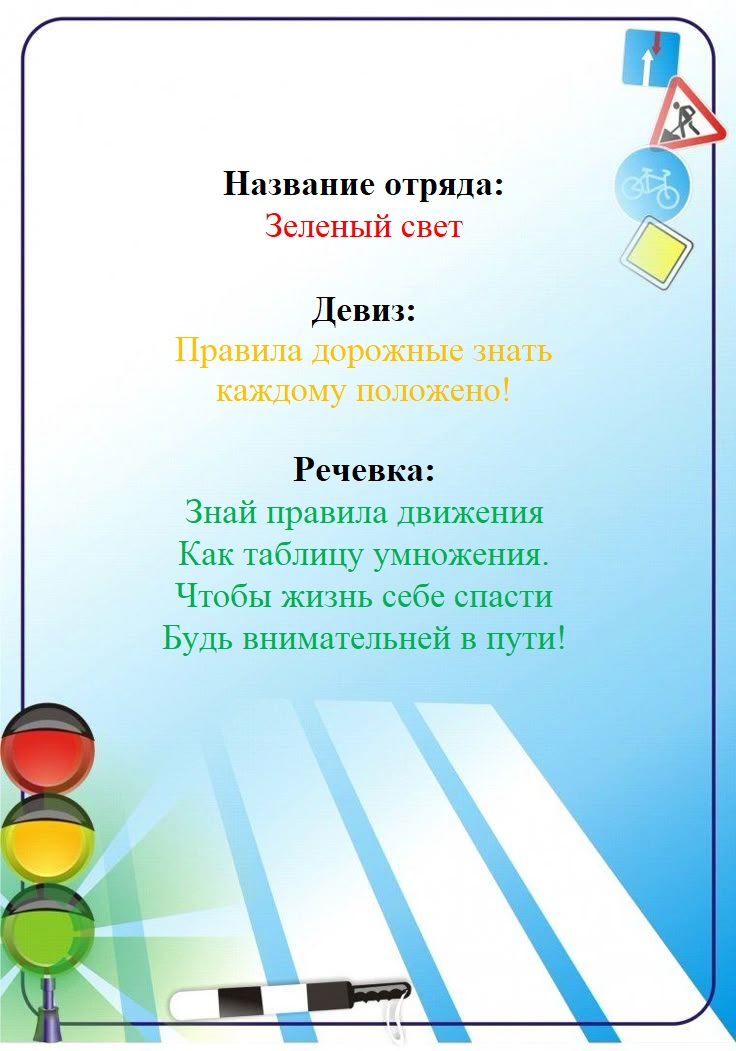 Название отряда:
Зеленый свет
Девиз:
Правила дорожные знать
каждому положено!
Речевка:
Знай правила движения
Как таблицу умножения.
Чтобы жизнь себе спасти
Будь внимательней в пути!